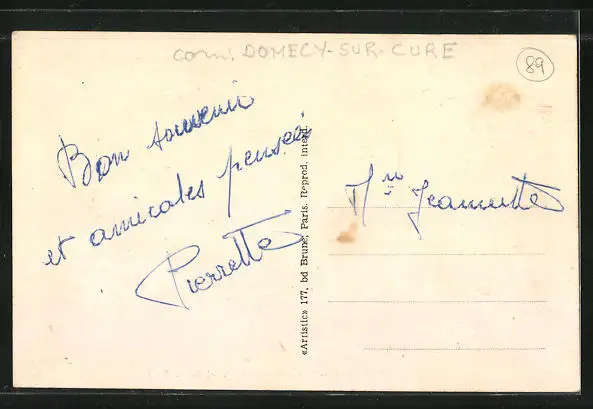 com: DOMECY-SUR-CURE
89
Bon souvenir
et amicales pensées
Pierrette
«Artistic» 177, bd Brune, Paris. Reprod. interd.
Mme Jeannette